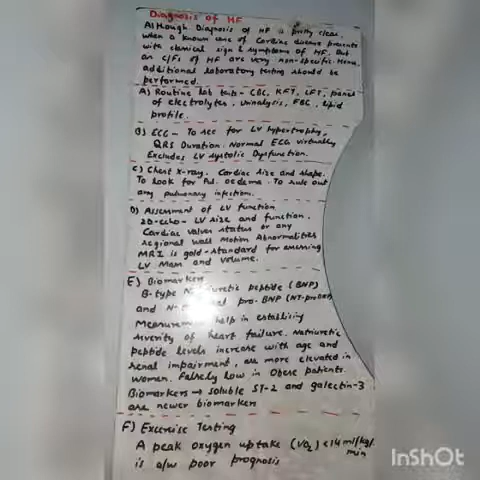 Diagnosis of HF
Although Diagnosis of HF is pretty clear
when a known case of Cardiac disease presents
with classical sign & symptoms of HF. But
as C/Fs of HF are very non-specific. Hence,
additional laboratory testing should be
performed.
A) Routine lab tests - CBC, KFT, LFT, panel
of electrolytes, Urinalysis, FBC, lipid
profile.
B) ECG - To see for LV hypertrophy,
QRS Duration. Normal ECG virtually
Excludes LV systolic Dysfunction.
C) Chest X-ray. Cardiac size and shape.
To look for Pul. oedema. To rule out
any pulmonary infection.
D) Assessment of LV function
2D-echo - LV size and function.
Cardiac valves status or any
regional wall Motion Abnormalities
MRI is gold-standard for assessing
LV Mass and volume.
E) Biomarkers
B-type Natriuretic peptide (BNP)
and pro-BNP (NT-proBNP)
Measurement help in establising
severity of heart failure. Natriuretic
peptide levels increase with age and
renal impairment, are more elevated in
women. Falsely low in Obese patients.
Biomarkers → soluble ST-2 and galectin-3
are newer biomarkers
F) Excercise Testing
A peak oxygen uptake (VO2) <14 ml/kg/
min
is a/w poor prognosis
InShOt